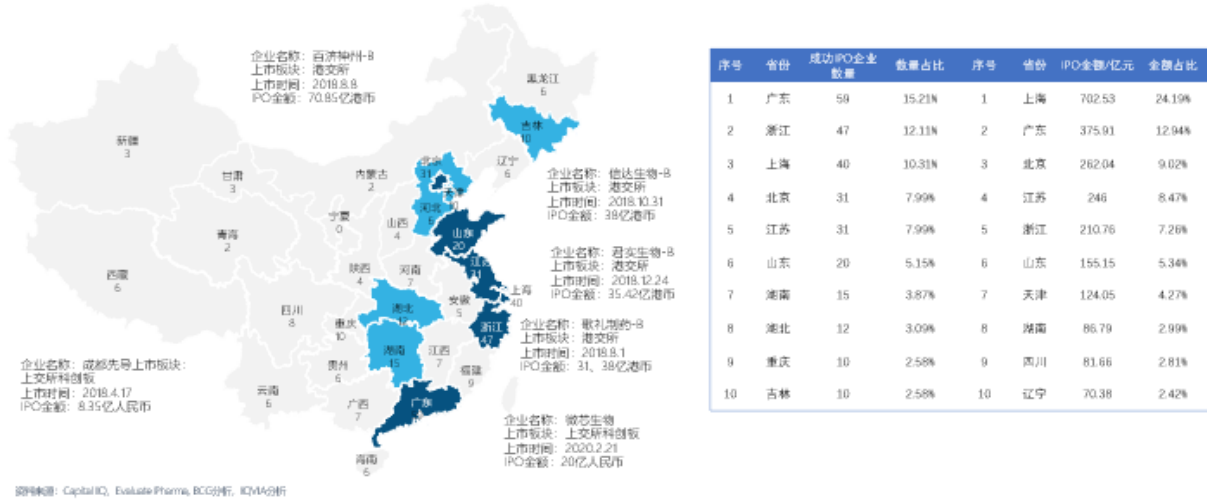 企业名称：百济神州-B
上市板块：港交所
上市时间：2018.8.8
IPO金额：70.85亿港币
黑龙江
6
吉林
10
新疆
3
辽宁
6
北京
31
内蒙古
2
甘肃
3
企业名称：信达生物-B
上市板块：港交所
上市时间：2018.10.31
IPO金额：38亿港币
河北
6
宁夏
0
山西
4
山东
20
青海
2
企业名称：君实生物-B
上市板块：港交所
上市时间：2018.12.24
IPO金额：35.42亿港币
陕西
4
河南
7
江苏
31
西藏
6
上海
40
安徽
5
湖北
12
四川
8
重庆
10
浙江
47
企业名称：歌礼制药-B
上市板块：港交所
上市时间：2018.8.1
IPO金额：31、38亿港币
湖南
15
江西
7
贵州
6
福建
9
企业名称：成都先导上市板块：
上交所科创板
上市时间：2018.4.17
IPO金额：8.35亿人民币
云南
6
广西
7
广东
企业名称：微芯生物
上市板块：上交所科创板
上市时间：2020.2.21
IPO金额：20亿人民币
海南
6
资料来源：Capital IQ，Evaluate Pharma, BCG分析，IQVIA分析
序号 省份 成功IPO企业数量 数量占比 序号 省份 IPO金额/亿元 金额占比
1 广东 59 15.21% 1 上海 702.53 24.19%
2 浙江 47 12.11% 2 广东 375.91 12.94%
3 上海 40 10.31% 3 北京 262.04 9.02%
4 北京 31 7.99% 4 江苏 246 8.47%
5 江苏 31 7.99% 5 浙江 210.76 7.26%
6 山东 20 5.15% 6 山东 155.15 5.34%
7 湖南 15 3.87% 7 天津 124.05 4.27%
8 湖北 12 3.09% 8 湖南 86.79 2.99%
9 重庆 10 2.58% 9 四川 81.66 2.81%
10 吉林 10 2.58% 10 辽宁 70.38 2.42%